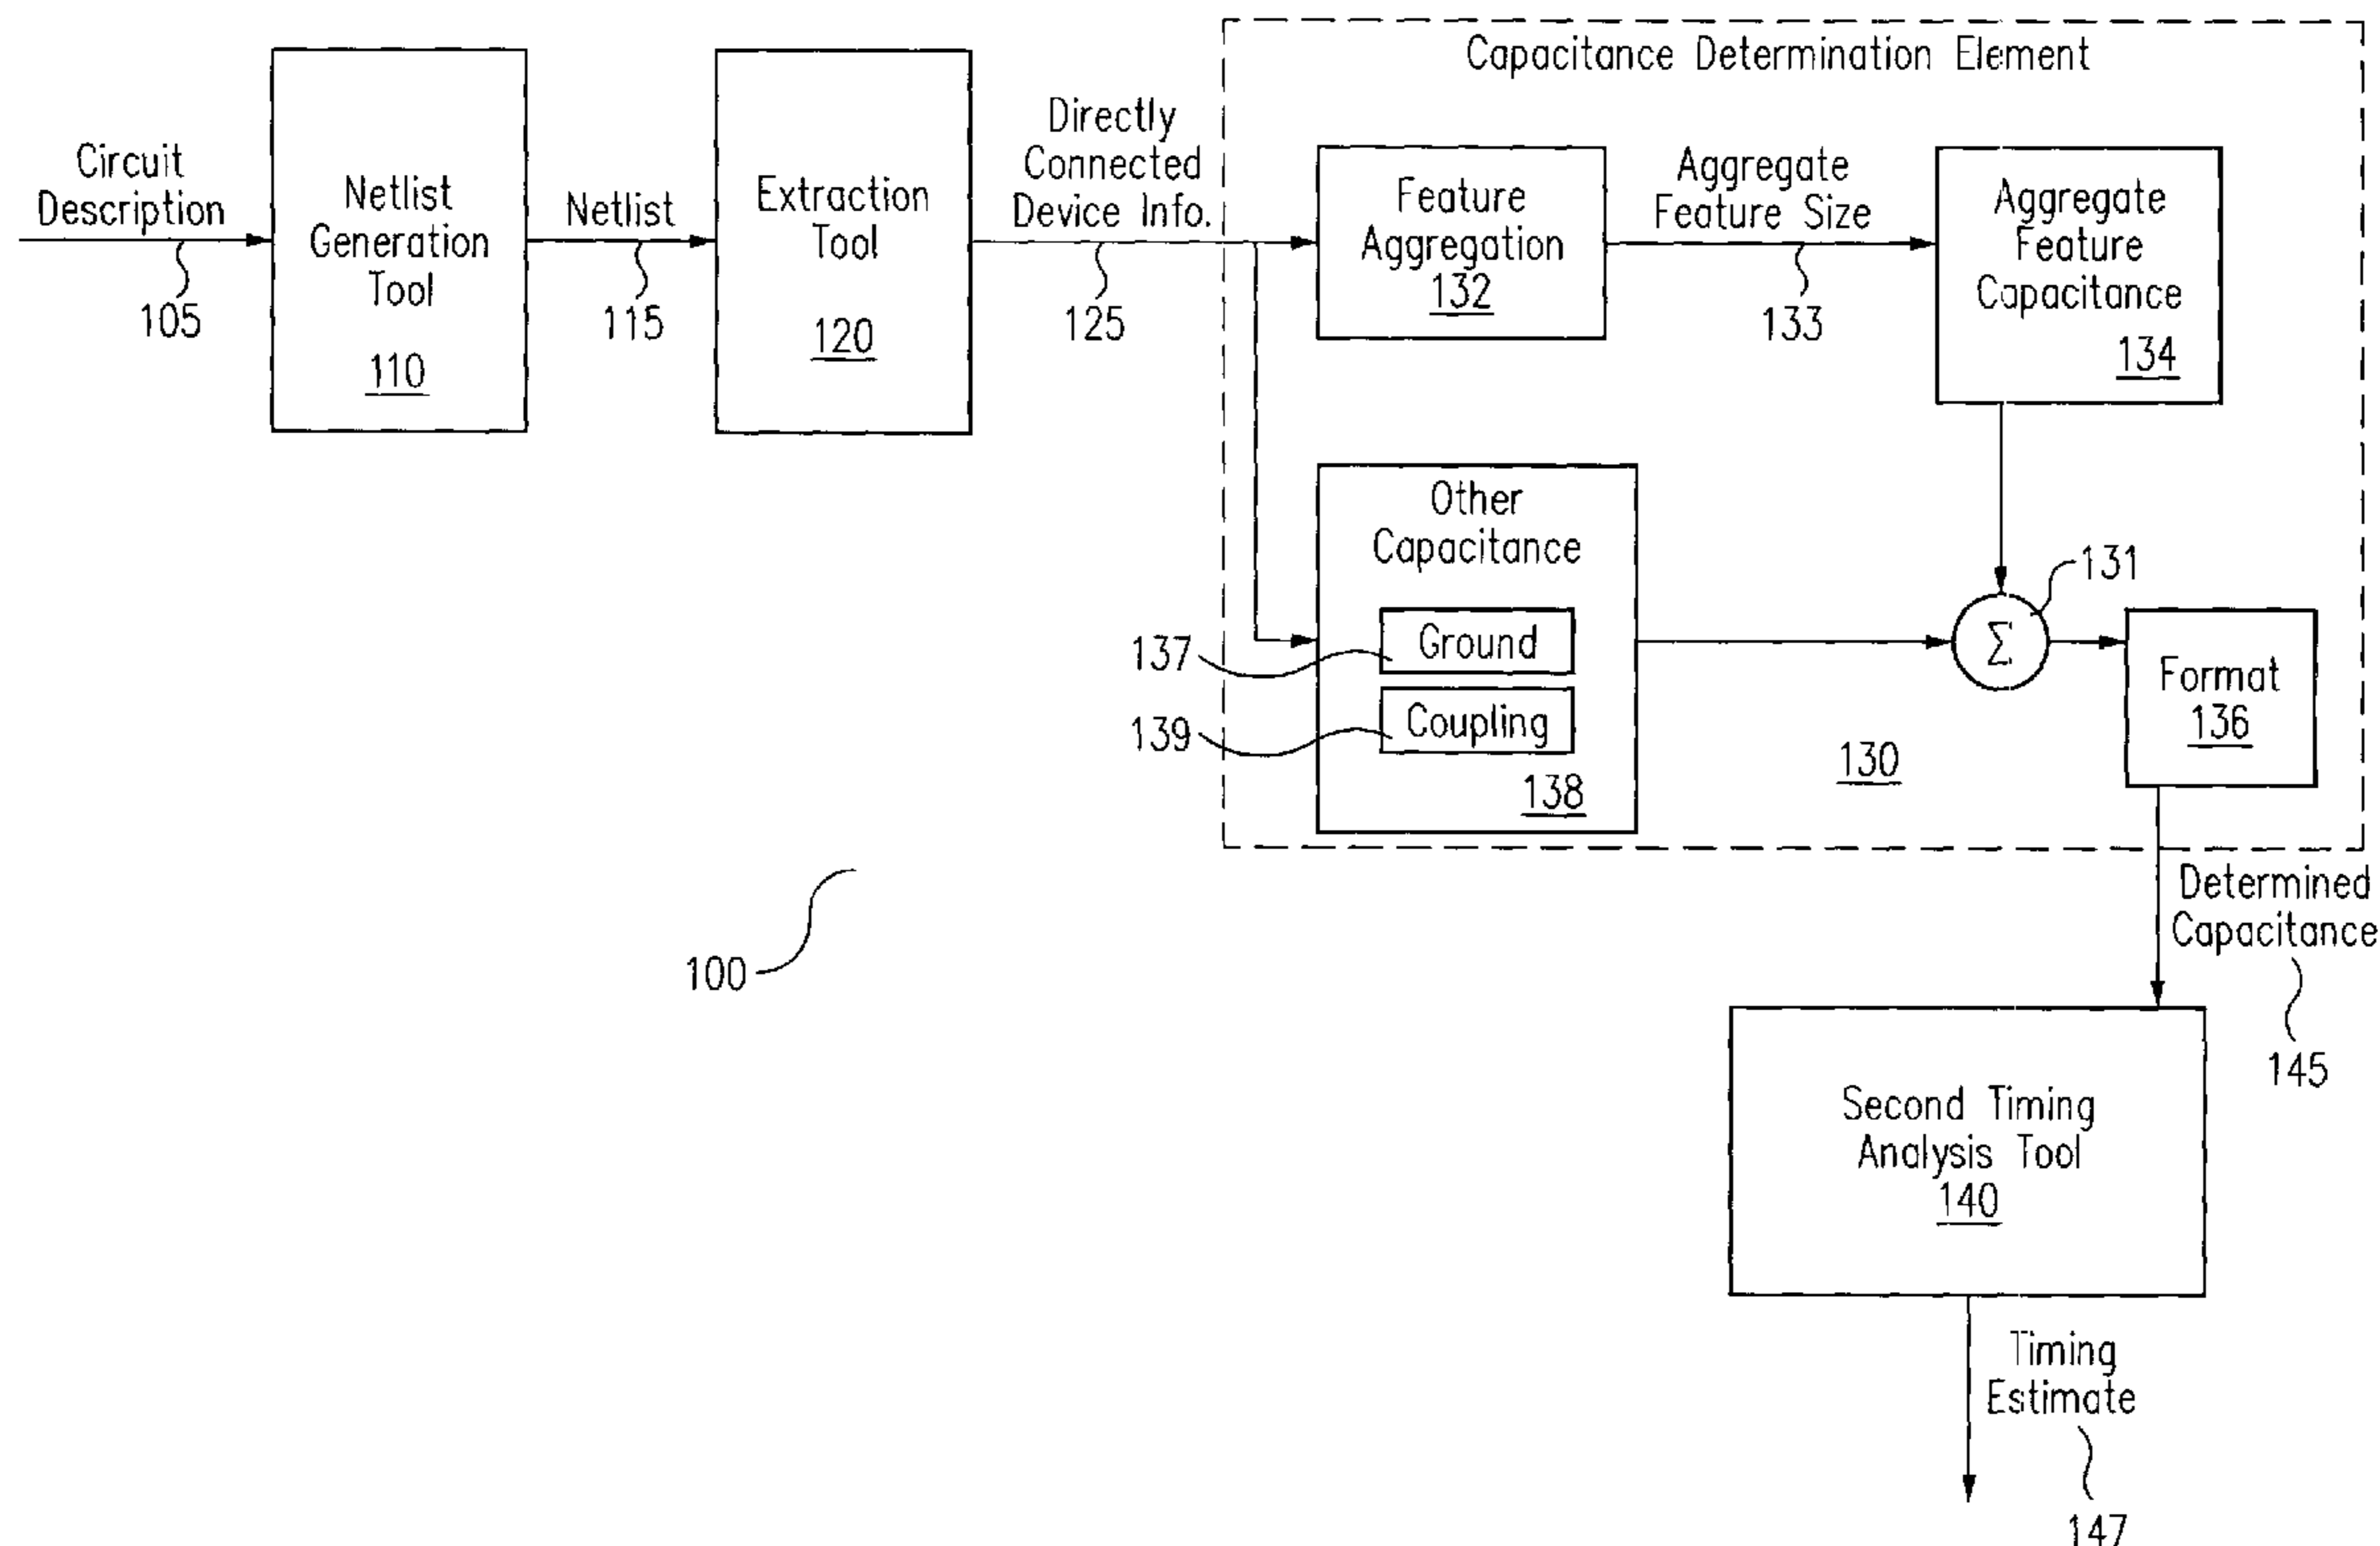 Capacitance Determination Element
Circuit
Description
105
Netlist
Generation
Tool
110
Netlist
115
Extraction
Tool
120
Directly
Connected
Device Info.
125
Feature
Aggregation
132
Aggregate
Feature Size
133
Aggregate
Feature
Capacitance
134
Other
Capacitance
Ground
137
Coupling
139
138
Σ
131
130
Format
136
Determined
Capacitance
145
100
Second Timing
Analysis Tool
140
Timing
Estimate
147